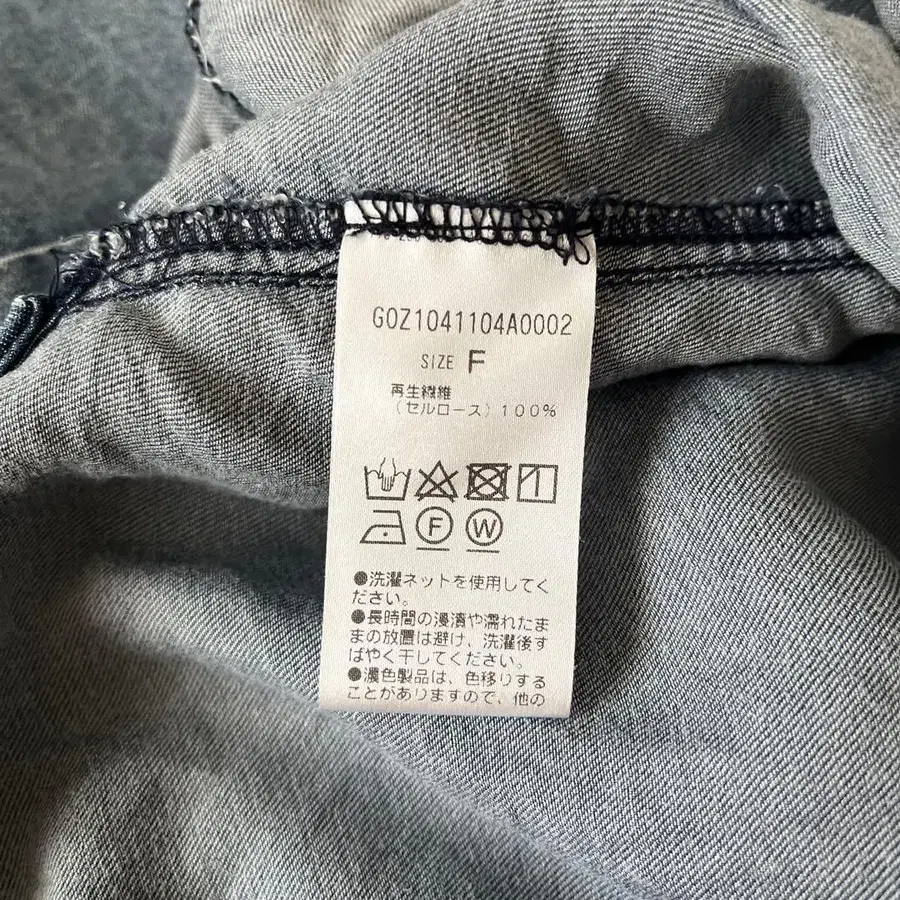 G0Z1041104A0002
SIZE F
再生繊維
(セルロース)100%
F W
●洗濯ネットを使用してく
ださい。
●長時間の浸漬や濡れたま
まの放置は避け、洗濯後す
ばやく干してください。
●濃色製品は、色移りする
ことがありますので、他の